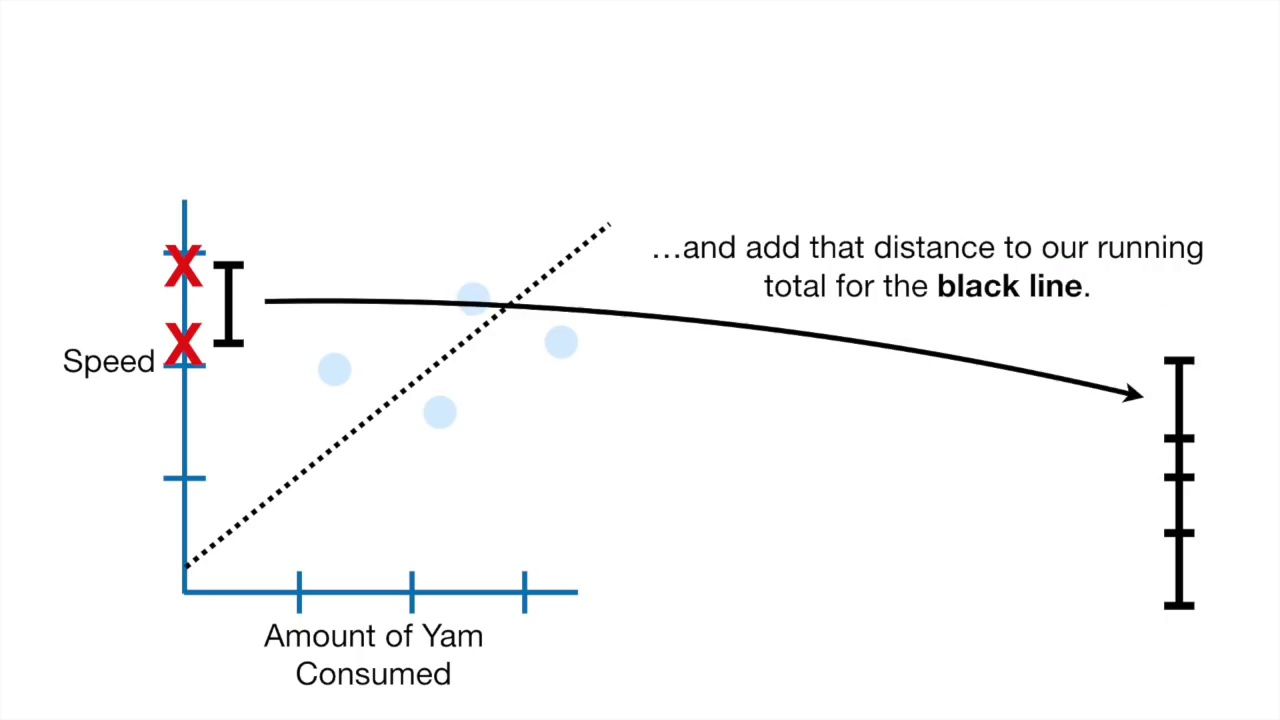 …and add that distance to our running
total for the black line.
X
X
Speed
Amount of Yam
Consumed